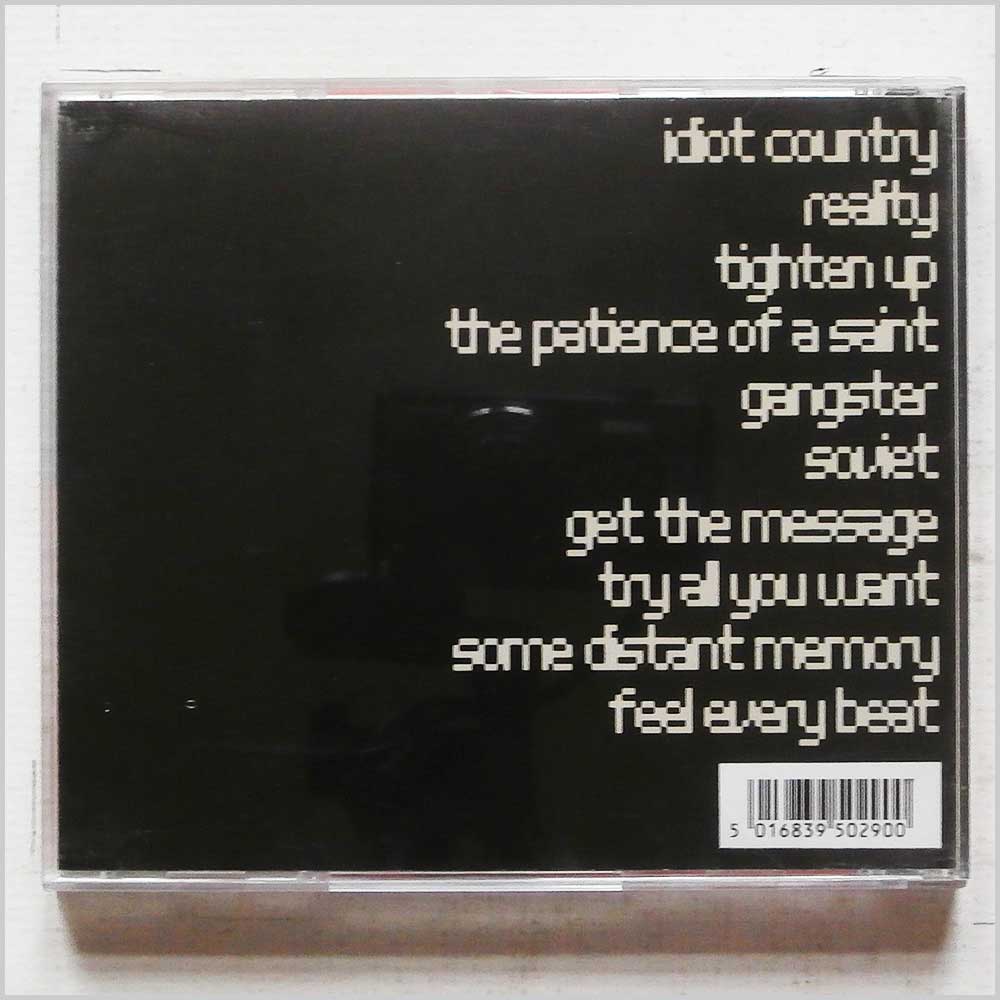 idiot country
reality
tighten up
the patience of a saint
gangster
soviet
get the message
try all you want
some distant memory
feel every beat
5 016839 502900